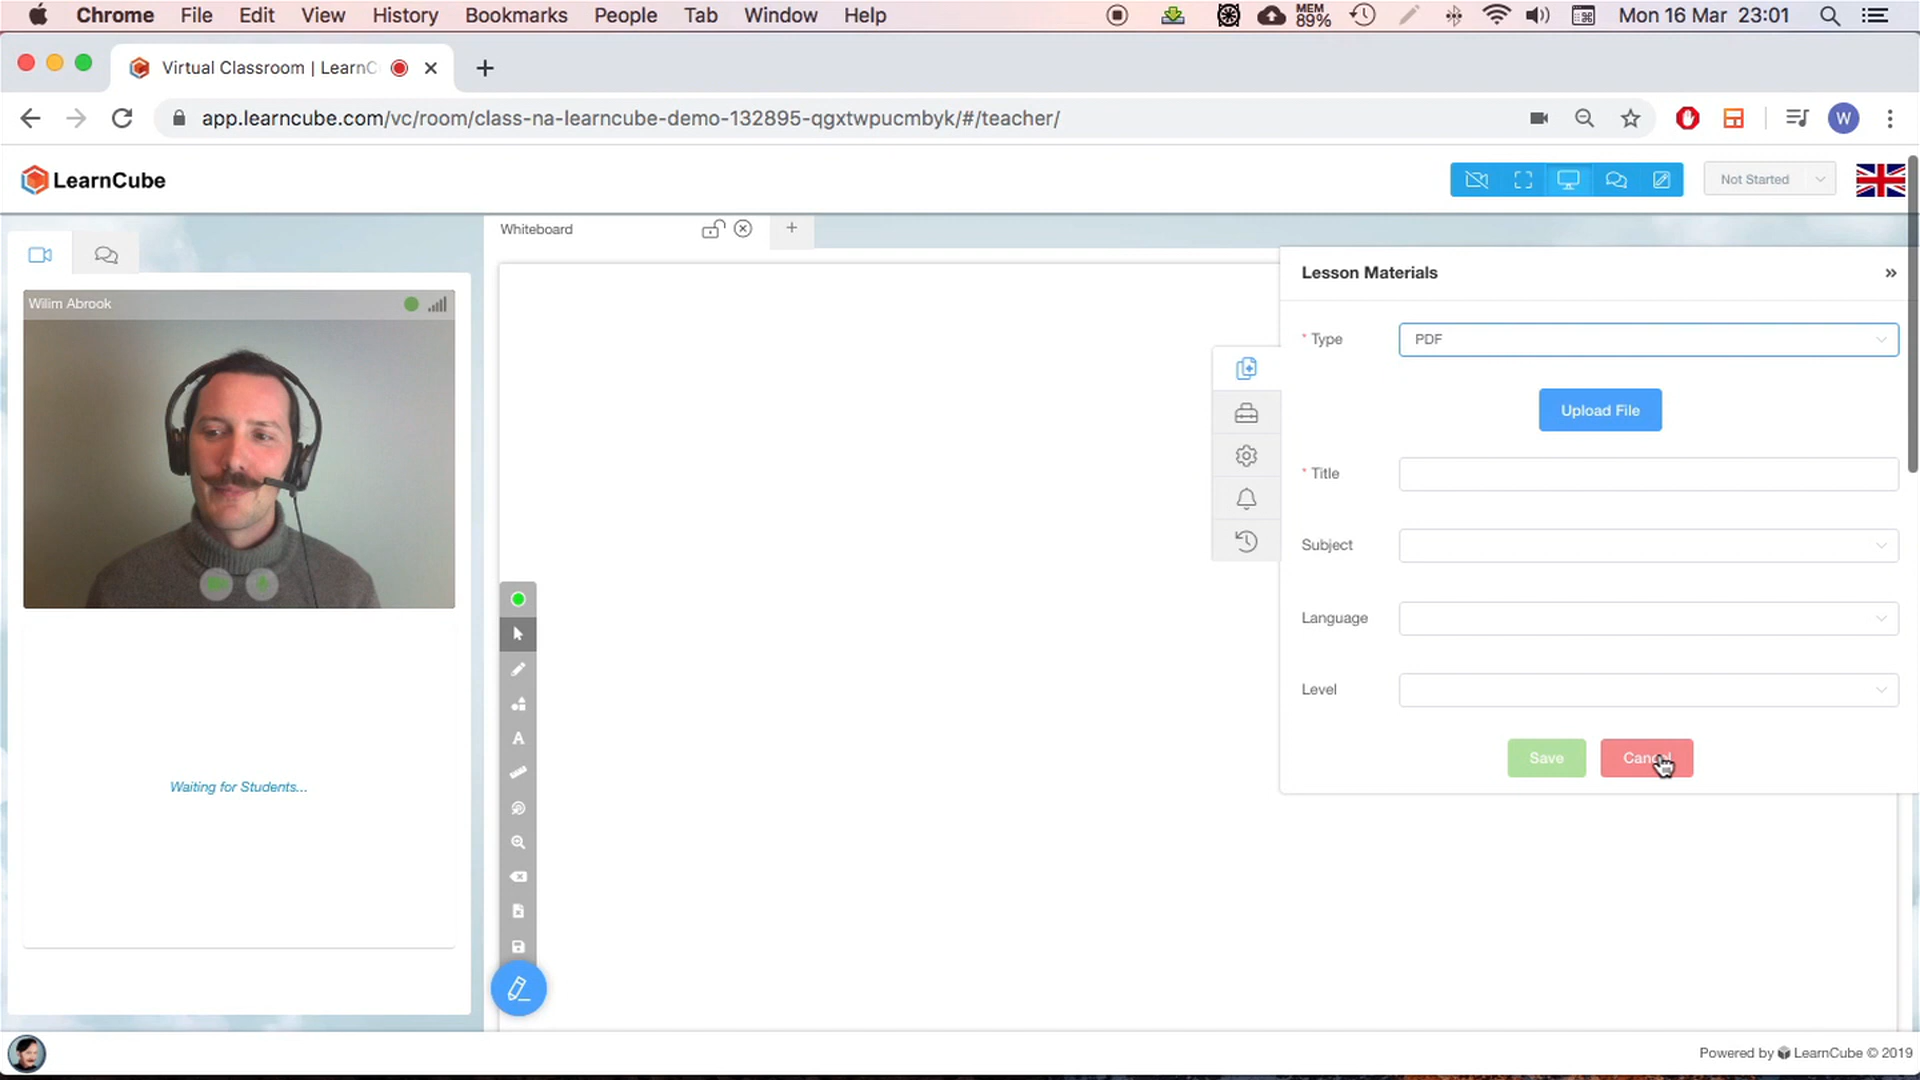 Chrome File Edit View History Bookmarks People Tab Window Help MEM 89% Mon 16 Mar 23:01
Virtual Classroom | LearnC
app.learncube.com/vc/room/class-na-learncube-demo-132895-qgxtwpucmbyk/#/teacher/ W
LearnCube Not Started
Whiteboard
Lesson Materials
Wilim Abrook
* Type PDF
Upload File
* Title
Subject
Language
Level
Save Cancel
Waiting for Students...
Powered by LearnCube © 2019